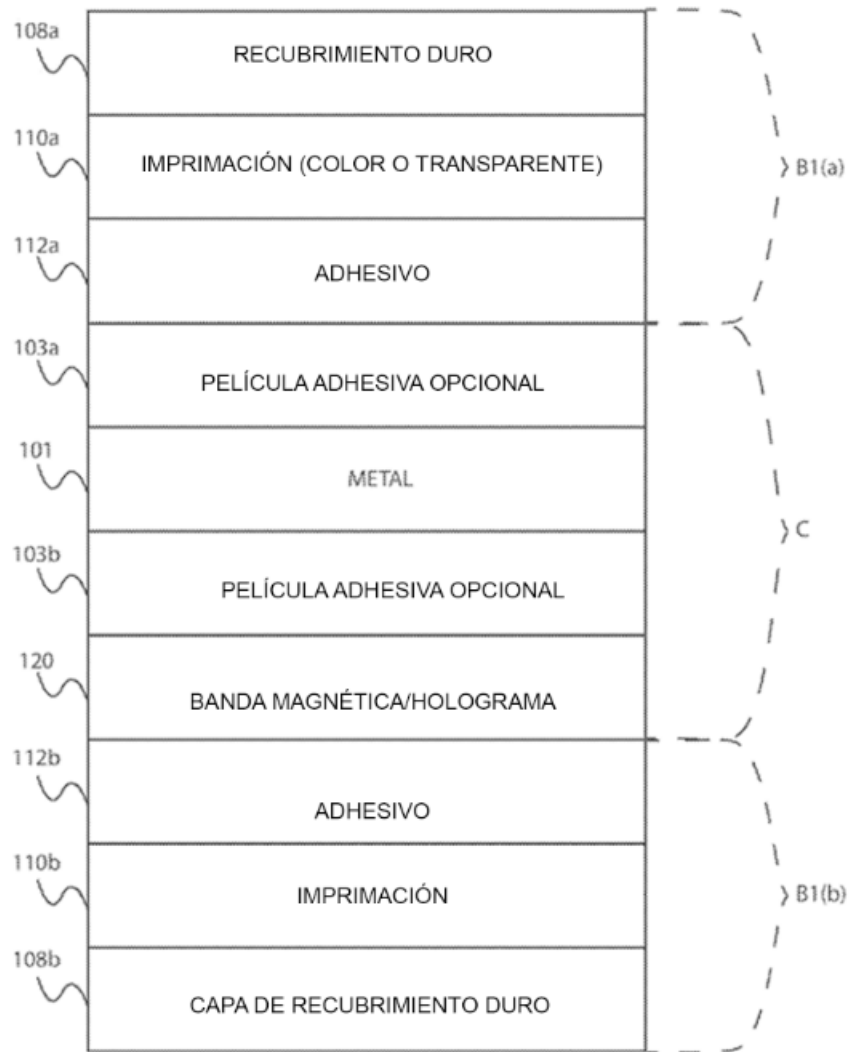 108a
RECUBRIMIENTO DURO
110a
IMPRIMACIÓN (COLOR O TRANSPARENTE)
B1(a)
112a
ADHESIVO
103a
PELÍCULA ADHESIVA OPCIONAL
101
METAL
C
103b
PELÍCULA ADHESIVA OPCIONAL
120
BANDA MAGNÉTICA/HOLOGRAMA
112b
ADHESIVO
110b
IMPRIMACIÓN
B1(b)
108b
CAPA DE RECUBRIMIENTO DURO